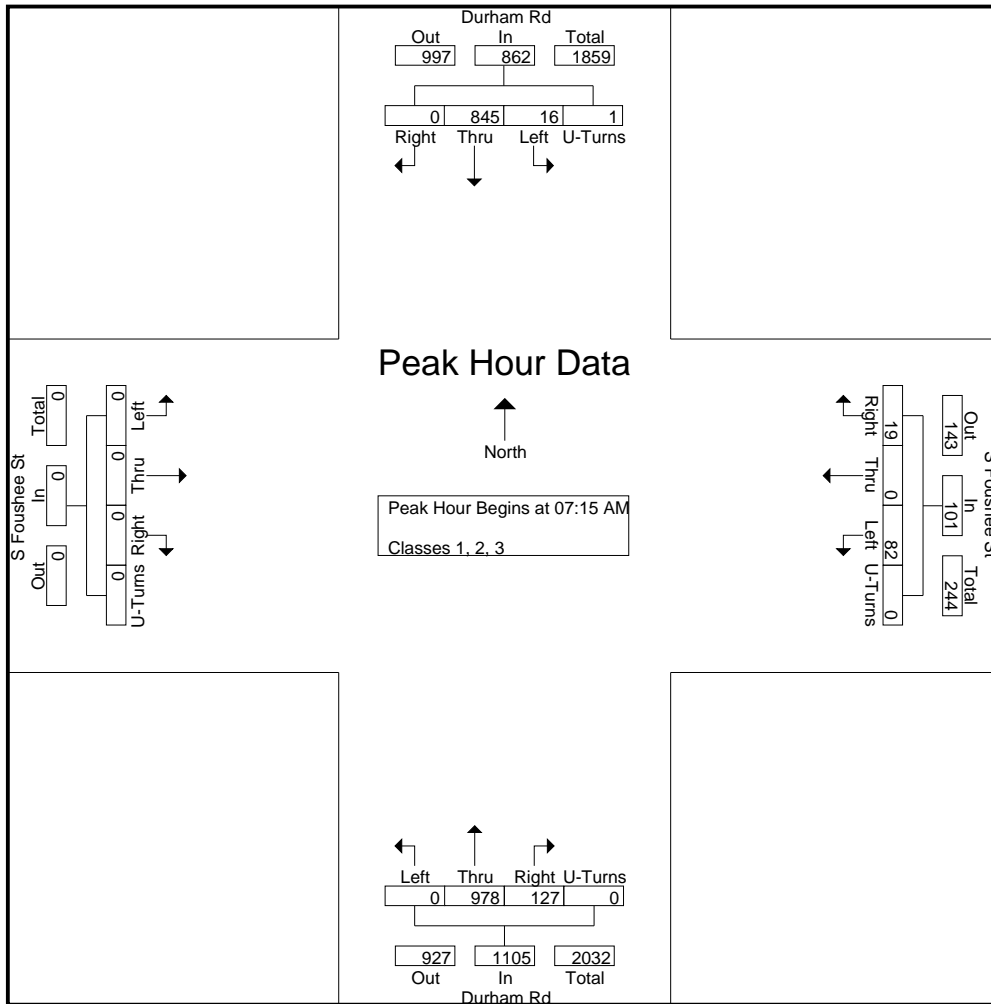 Durham Rd
Out In Total
997 862 1859
0 845 16 1
Right Thru Left U-Turns
Peak Hour Data
North
Peak Hour Begins at 07:15 AM
Classes 1, 2, 3
S Foushee St
Total In Out
0 0 0
0 0 0 0
Left Thru Right U-Turns
S Foushee St
Out In Total
143 101 244
19 0 82 0
Right Thru Left U-Turns
Left Thru Right U-Turns
0 978 127 0
927 1105 2032
Out In Total
Durham Rd